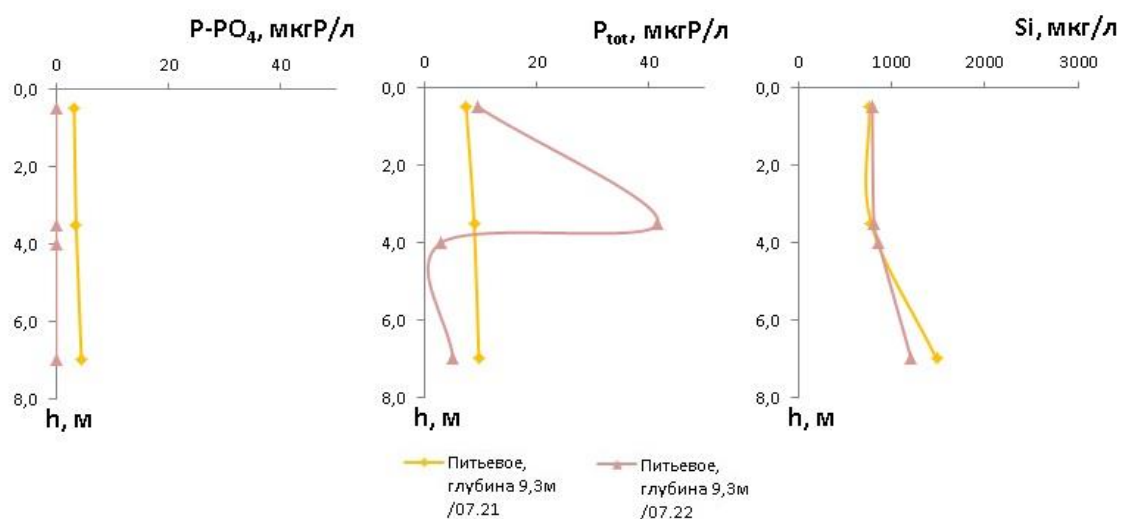 P-PO₄, мкгP/л
0 20 40
0,0
2,0
4,0
6,0
8,0
h, м
Pₜₒₜ, мкгP/л
0 20 40
0,0
2,0
4,0
6,0
8,0
h, м
Si, мкг/л
0 1000 2000 3000
0,0
2,0
4,0
6,0
8,0
h, м
Питьевое,
глубина 9,3м
/07.21
Питьевое,
глубина 9,3м
/07.22